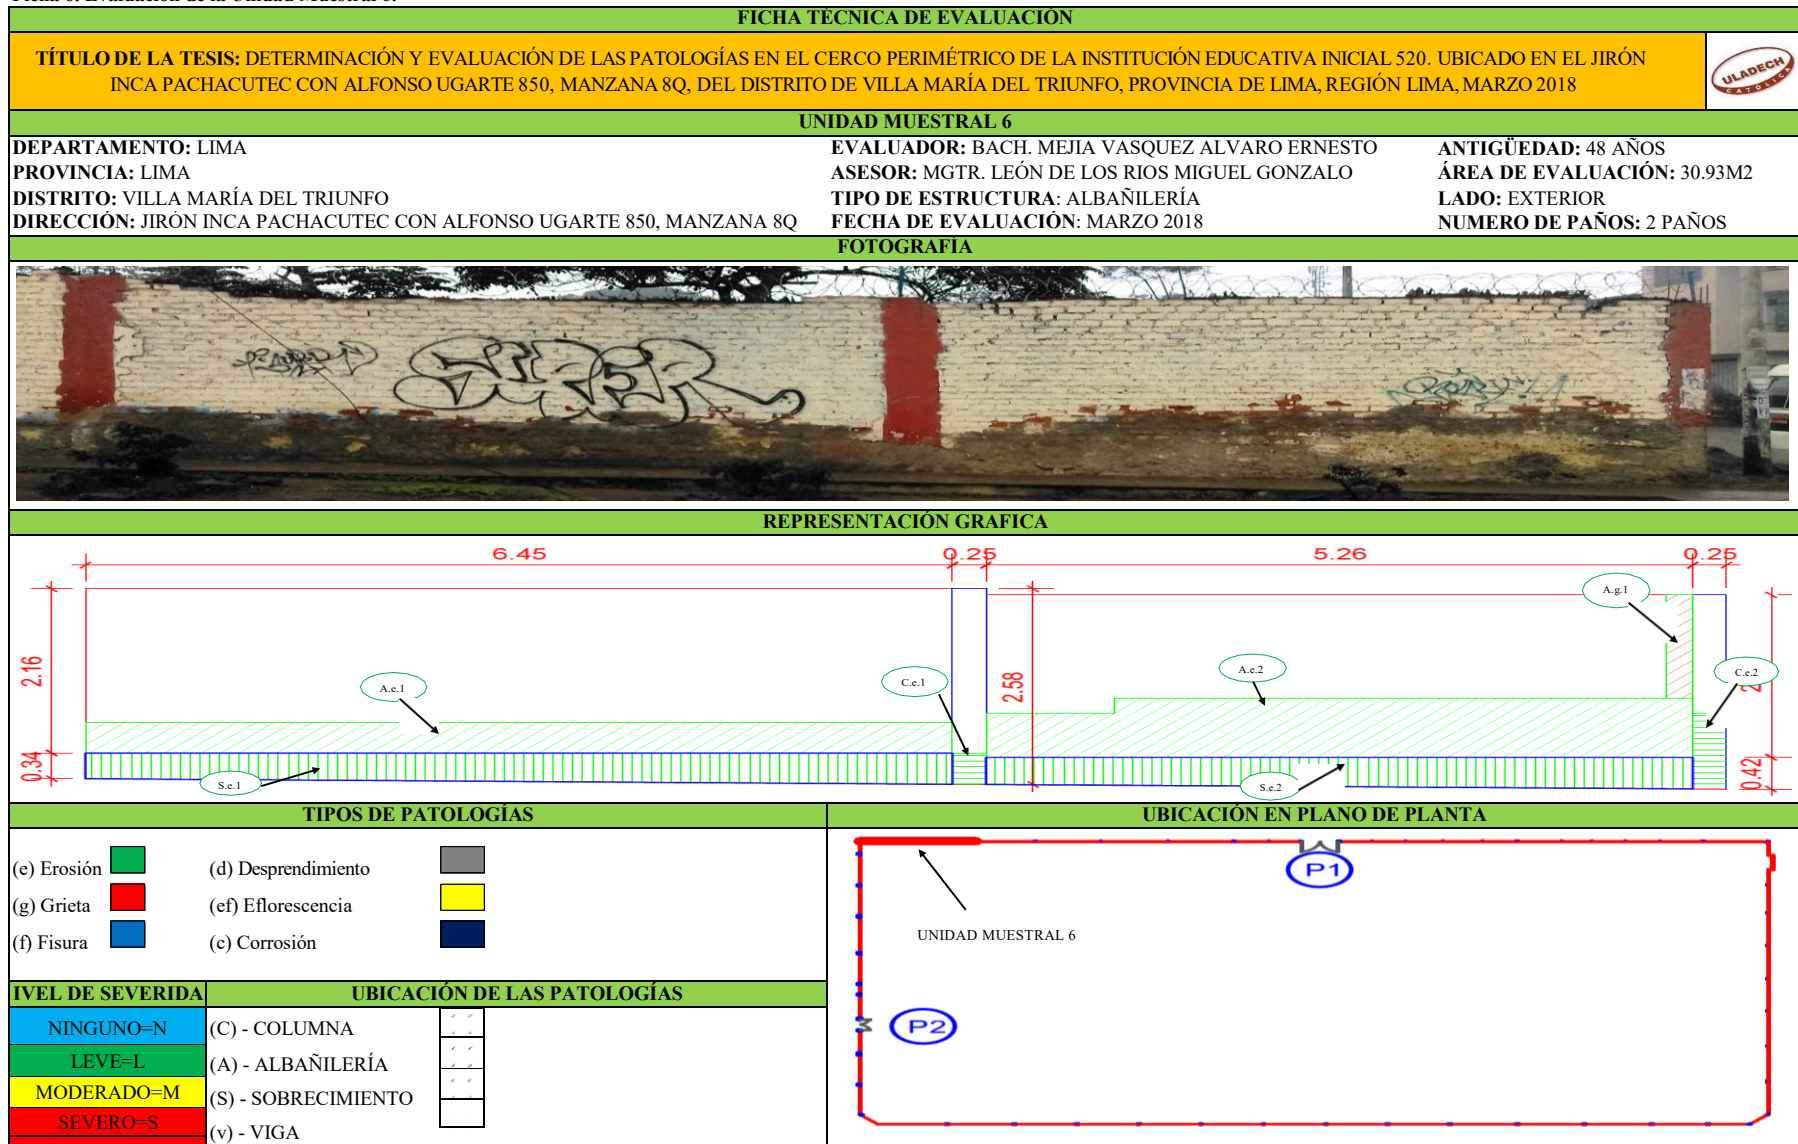 FICHA TÉCNICA DE EVALUACIÓN
TÍTULO DE LA TESIS: DETERMINACIÓN Y EVALUACIÓN DE LAS PATOLOGÍAS EN EL CERCO PERIMÉTRICO DE LA INSTITUCIÓN EDUCATIVA INICIAL 520. UBICADO EN EL JIRÓN
INCA PACHACUTEC CON ALFONSO UGARTE 850, MANZANA 8Q, DEL DISTRITO DE VILLA MARÍA DEL TRIUNFO, PROVINCIA DE LIMA, REGIÓN LIMA, MARZO 2018
ULADECH
CATÓLICA
UNIDAD MUESTRAL 6
DEPARTAMENTO: LIMA
PROVINCIA: LIMA
DISTRITO: VILLA MARÍA DEL TRIUNFO
DIRECCIÓN: JIRÓN INCA PACHACUTEC CON ALFONSO UGARTE 850, MANZANA 8Q
EVALUADOR: BACH. MEJIA VASQUEZ ALVARO ERNESTO
ASESOR: MGTR. LEÓN DE LOS RIOS MIGUEL GONZALO
TIPO DE ESTRUCTURA: ALBAÑILERÍA
FECHA DE EVALUACIÓN: MARZO 2018
ANTIGÜEDAD: 48 AÑOS
ÁREA DE EVALUACIÓN: 30.93M2
LADO: EXTERIOR
NUMERO DE PAÑOS: 2 PAÑOS
FOTOGRAFÍA
REPRESENTACIÓN GRAFICA
6.45 0.25 5.26 0.25
A.g.1
2.16
A.e.1
C.e.1
2.58
A.e.2
C.e.2
0.34
S.e.1
S.e.2
0.42
TIPOS DE PATOLOGÍAS
(e) Erosión (d) Desprendimiento
(g) Grieta (ef) Eflorescencia
(f) Fisura (c) Corrosión
IVEL DE SEVERIDA
NINGUNO=N
LEVE=L
MODERADO=M
SEVERO=S
UBICACIÓN DE LAS PATOLOGÍAS
(C) - COLUMNA
(A) - ALBAÑILERÍA
(S) - SOBRECIMIENTO
(v) - VIGA
UBICACIÓN EN PLANO DE PLANTA
P1
UNIDAD MUESTRAL 6
P2